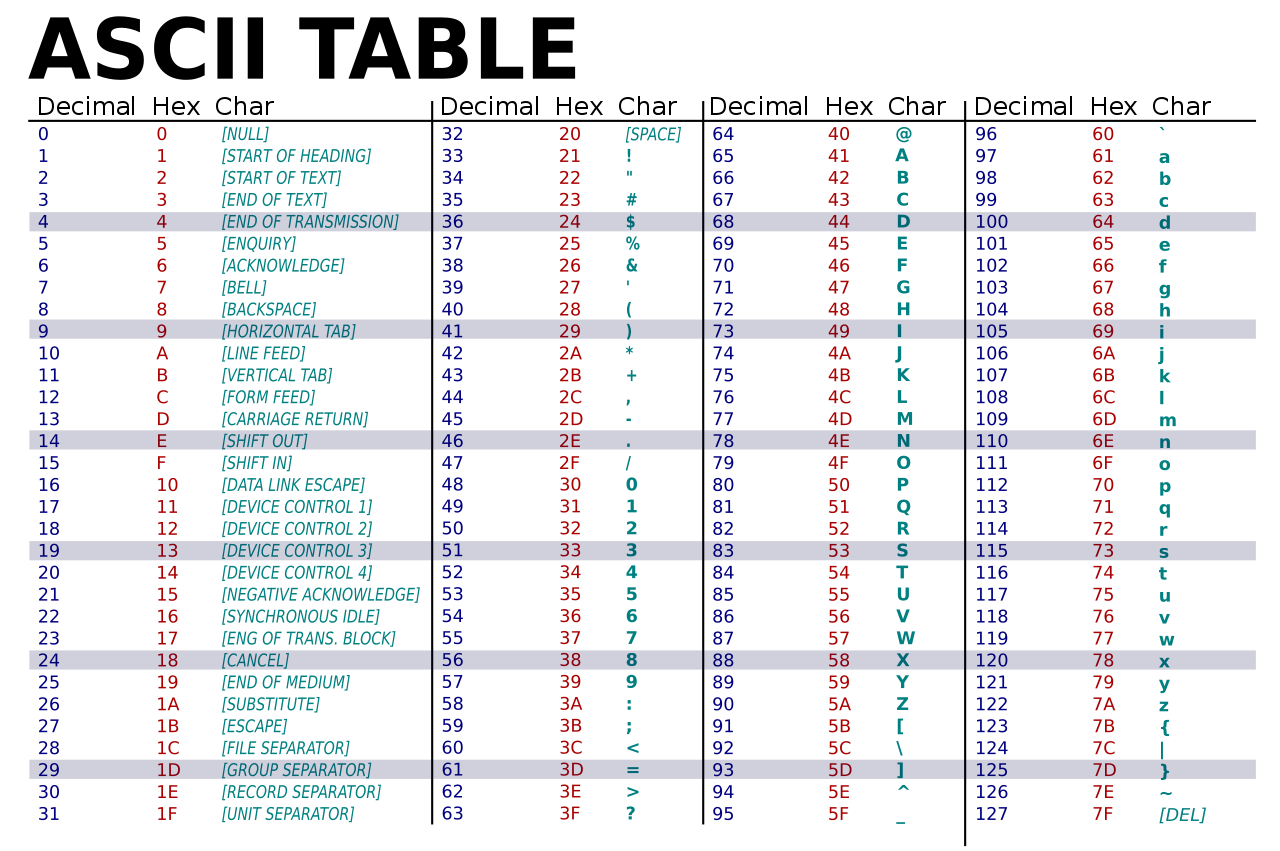 ASCII TABLE
Decimal Hex Char Decimal Hex Char Decimal Hex Char Decimal Hex Char
0 0 [NULL] 32 20 [SPACE] 64 40 @ 96 60 `
1 1 [START OF HEADING] 33 21 ! 65 41 A 97 61 a
2 2 [START OF TEXT] 34 22 " 66 42 B 98 62 b
3 3 [END OF TEXT] 35 23 # 67 43 C 99 63 c
4 4 [END OF TRANSMISSION] 36 24 $ 68 44 D 100 64 d
5 5 [ENQUIRY] 37 25 % 69 45 E 101 65 e
6 6 [ACKNOWLEDGE] 38 26 & 70 46 F 102 66 f
7 7 [BELL] 39 27 ' 71 47 G 103 67 g
8 8 [BACKSPACE] 40 28 ( 72 48 H 104 68 h
9 9 [HORIZONTAL TAB] 41 29 ) 73 49 I 105 69 i
10 A [LINE FEED] 42 2A * 74 4A J 106 6A j
11 B [VERTICAL TAB] 43 2B + 75 4B K 107 6B k
12 C [FORM FEED] 44 2C , 76 4C L 108 6C l
13 D [CARRIAGE RETURN] 45 2D - 77 4D M 109 6D m
14 E [SHIFT OUT] 46 2E . 78 4E N 110 6E n
15 F [SHIFT IN] 47 2F / 79 4F O 111 6F o
16 10 [DATA LINK ESCAPE] 48 30 0 80 50 P 112 70 p
17 11 [DEVICE CONTROL 1] 49 31 1 81 51 Q 113 71 q
18 12 [DEVICE CONTROL 2] 50 32 2 82 52 R 114 72 r
19 13 [DEVICE CONTROL 3] 51 33 3 83 53 S 115 73 s
20 14 [DEVICE CONTROL 4] 52 34 4 84 54 T 116 74 t
21 15 [NEGATIVE ACKNOWLEDGE] 53 35 5 85 55 U 117 75 u
22 16 [SYNCHRONOUS IDLE] 54 36 6 86 56 V 118 76 v
23 17 [ENG OF TRANS. BLOCK] 55 37 7 87 57 W 119 77 w
24 18 [CANCEL] 56 38 8 88 58 X 120 78 x
25 19 [END OF MEDIUM] 57 39 9 89 59 Y 121 79 y
26 1A [SUBSTITUTE] 58 3A : 90 5A Z 122 7A z
27 1B [ESCAPE] 59 3B ; 91 5B [ 123 7B {
28 1C [FILE SEPARATOR] 60 3C < 92 5C \ 124 7C |
29 1D [GROUP SEPARATOR] 61 3D = 93 5D ] 125 7D }
30 1E [RECORD SEPARATOR] 62 3E > 94 5E ^ 126 7E ~
31 1F [UNIT SEPARATOR] 63 3F ? 95 5F _ 127 7F [DEL]